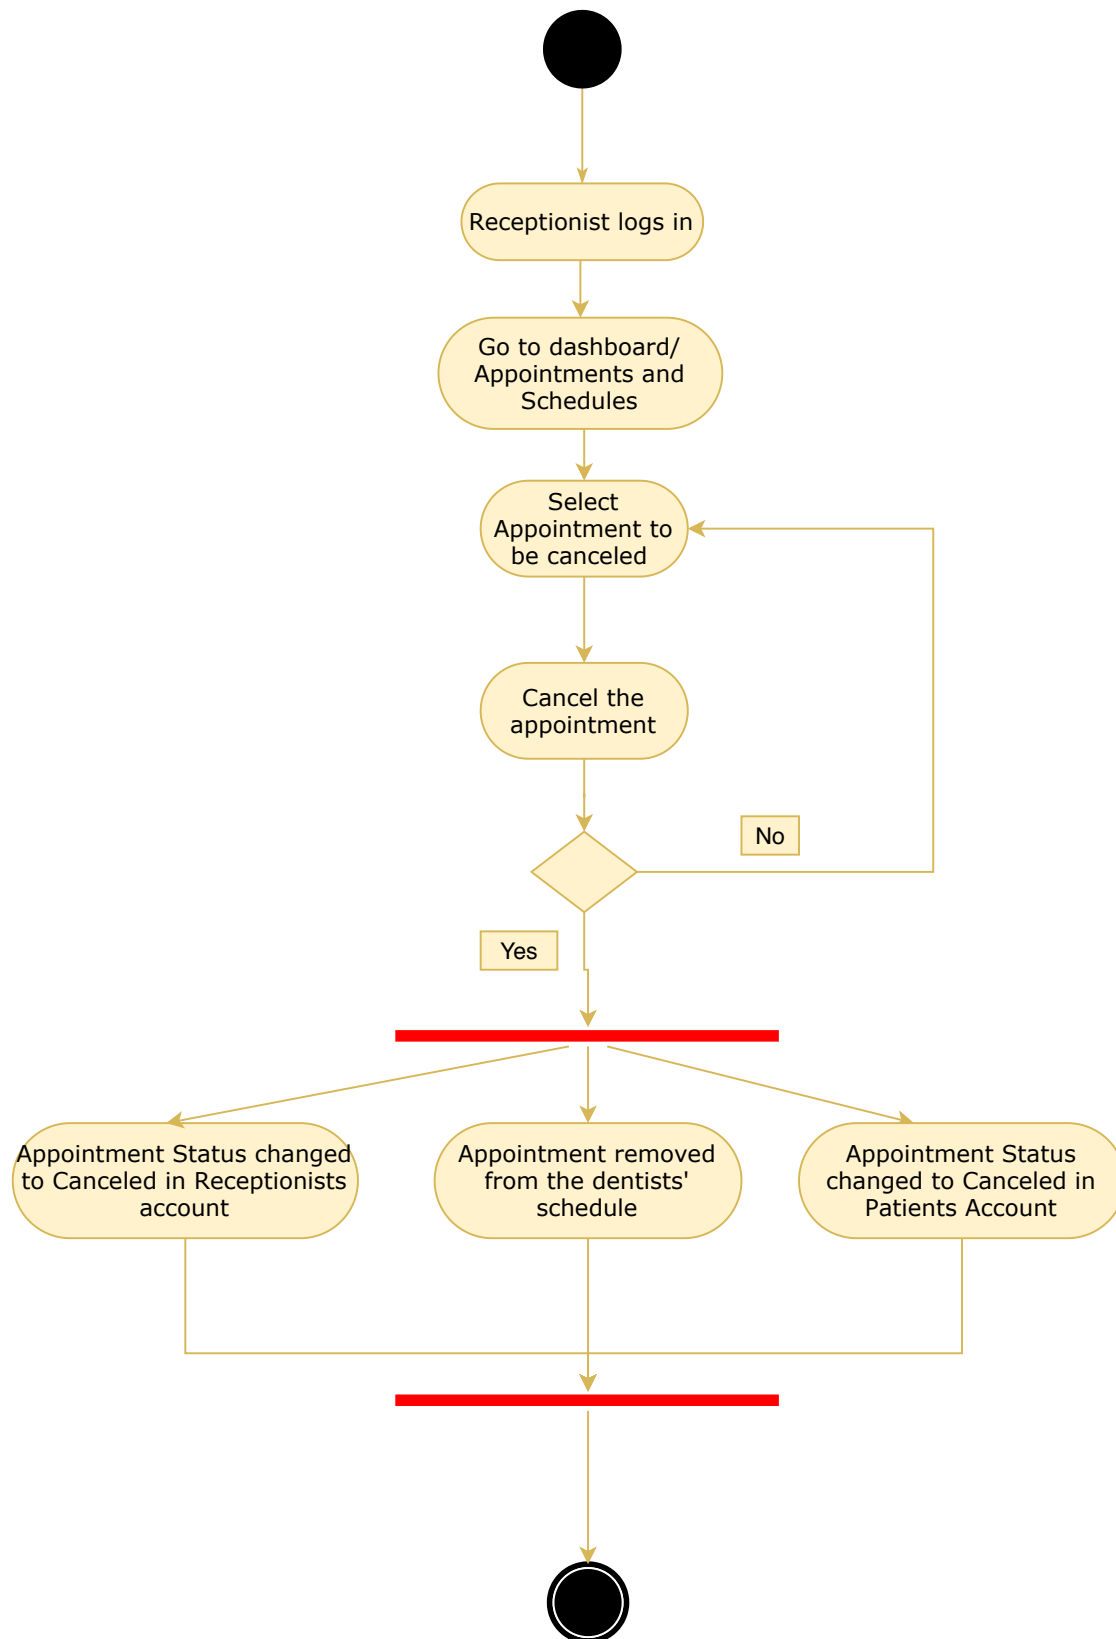 Receptionist logs in
Go to dashboard/
Appointments and
Schedules
Select
Appointment to
be canceled
Cancel the
appointment
No
Yes
Appointment Status changed
to Canceled in Receptionists
account
Appointment removed
from the dentists'
schedule
Appointment Status
changed to Canceled in
Patients Account